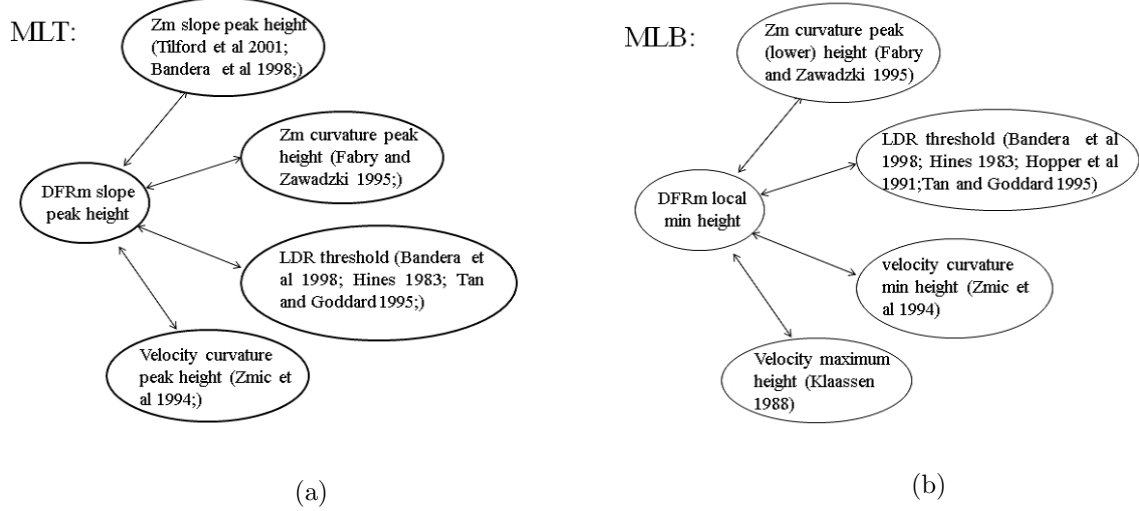 MLT:
Zm slope peak height
(Tilford et al 2001;
Bandera et al 1998;)
Zm curvature peak
height (Fabry and
Zawadzki 1995;)
DFRm slope
peak height
LDR threshold (Bandera et
al 1998; Hines 1983; Tan
and Goddard 1995;)
Velocity curvature
peak height (Zmic et
al 1994;)
(a)
MLB:
Zm curvature peak
(lower) height (Fabry
and Zawadzki 1995)
LDR threshold (Bandera et al
1998; Hines 1983; Hopper et al
1991;Tan and Goddard 1995)
DFRm local
min height
velocity curvature
min height (Zmic et
al 1994)
Velocity maximum
height (Klaassen
1988)
(b)